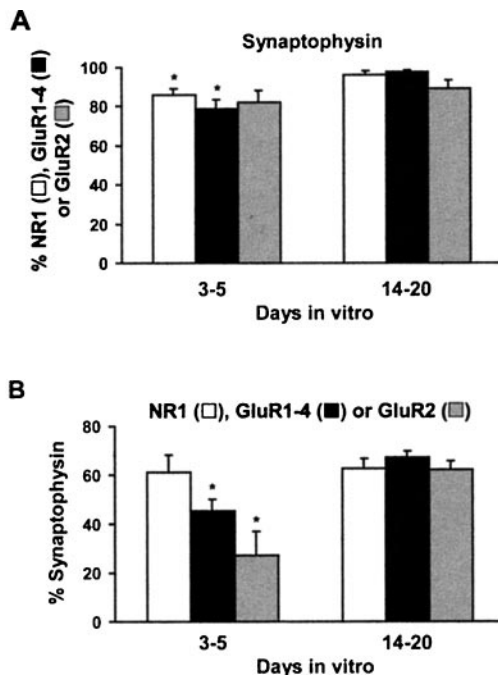 A
Synaptophysin
% NR1 (□), GluR1-4 (■)
or GluR2 (■)
100
80
60
40
20
0
* *
3-5 14-20
Days in vitro
B
NR1 (□), GluR1-4 (■) or GluR2 (■)
% Synaptophysin
80
60
40
20
0
* *
3-5 14-20
Days in vitro